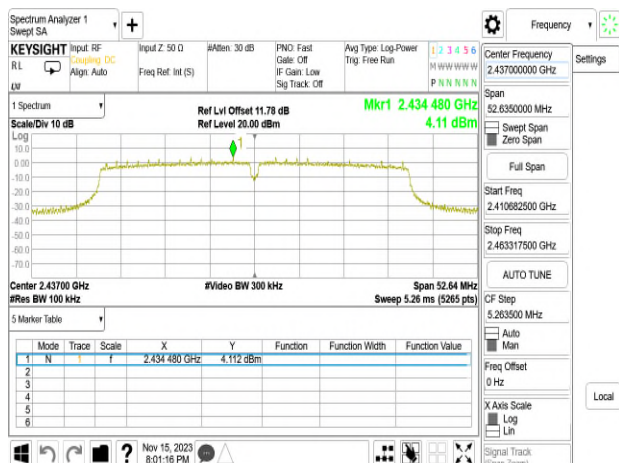 Spectrum Analyzer 1
Swept SA
Frequency
KEYSIGHT Input: RF Input Z: 50 Ω #Atten: 30 dB PNO: Fast Avg Type: Log-Power 1 2 3 4 5 6
RL Coupling: DC Gate: Off Trig: Free Run M W W W W W
Align: Auto Freq Ref: Int (S) IF Gain: Low
Sig Track: Off P N N N N N
Center Frequency
2.437000000 GHz
Settings
Span
52.6350000 MHz
Swept Span
Zero Span
Full Span
Start Freq
2.410682500 GHz
Stop Freq
2.463317500 GHz
AUTO TUNE
CF Step
5.263500 MHz
Auto
Man
Freq Offset
0 Hz
X Axis Scale
Log
Lin
Signal Track
Local
1 Spectrum
Scale/Div 10 dB
Ref Lvl Offset 11.78 dB
Ref Level 20.00 dBm
Mkr1 2.434 480 GHz
4.11 dBm
Log
10.0
0.00
-10.0
-20.0
-30.0
-40.0
-50.0
-60.0
-70.0
1
Center 2.43700 GHz #Video BW 300 kHz Span 52.64 MHz
#Res BW 100 kHz Sweep 5.26 ms (5265 pts)
5 Marker Table
Mode Trace Scale X Y Function Function Width Function Value
1 N 1 f 2.434 480 GHz 4.112 dBm
2
3
4
5
6
Nov 15, 2023
8:01:16 PM